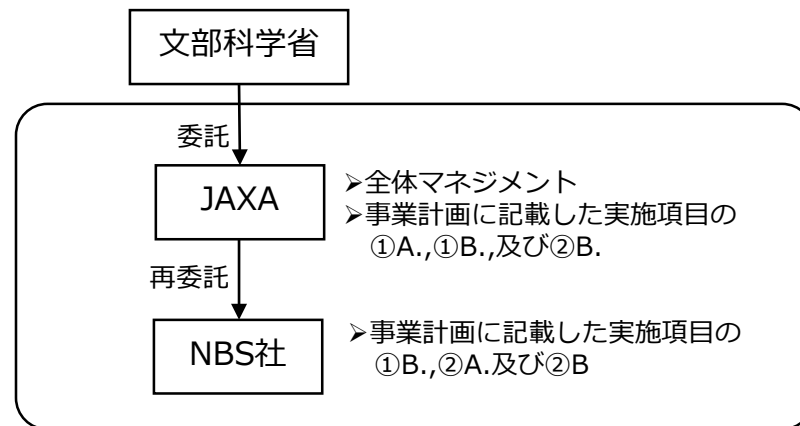 文部科学省
委託
JAXA
➢全体マネジメント
➢事業計画に記載した実施項目の
①A.,①B.,及び②B.
再委託
NBS社
➢事業計画に記載した実施項目の
①B.,②A.及び②B